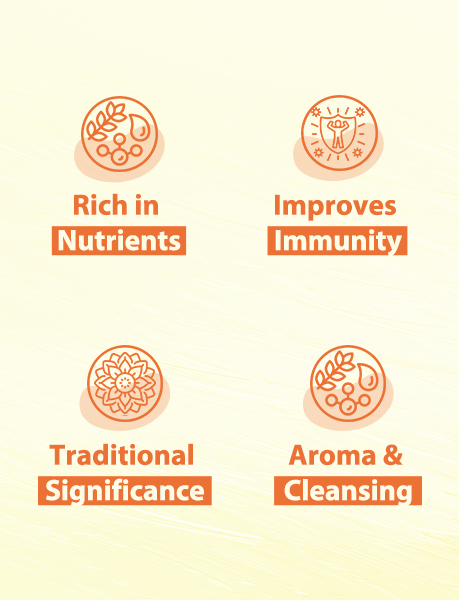 Rich in
Nutrients
Improves
Immunity
Traditional
Significance
Aroma &
Cleansing